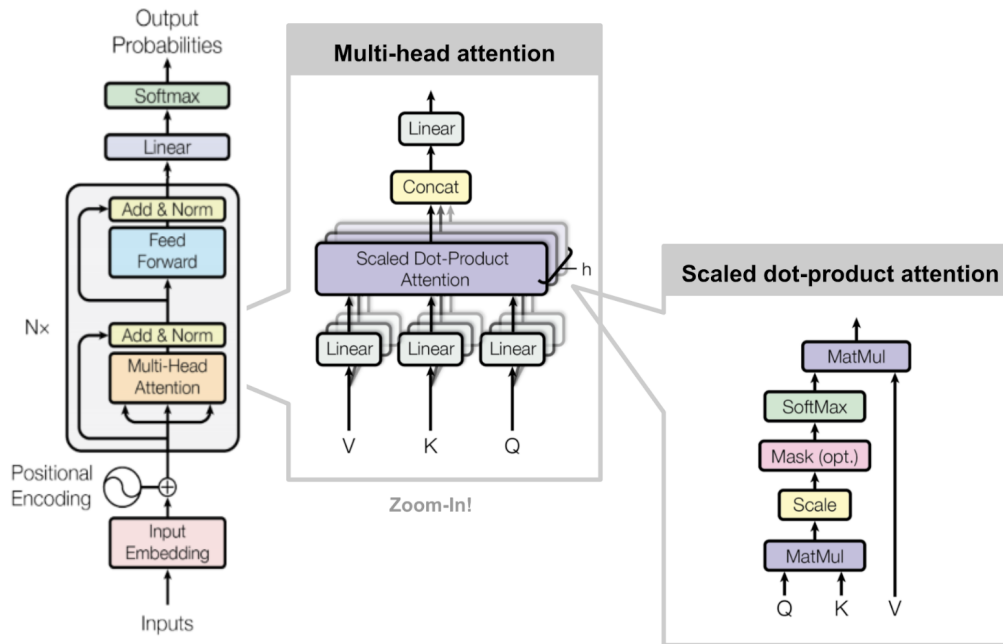 Output
Probabilities
Softmax
Linear
Add & Norm
Feed
Forward
Nx
Add & Norm
Multi-Head
Attention
Positional
Encoding
Input
Embedding
Inputs
Multi-head attention
Linear
Concat
Scaled Dot-Product
Attention
h
Linear
Linear
Linear
V
K
Q
Zoom-In!
Scaled dot-product attention
MatMul
SoftMax
Mask (opt.)
Scale
MatMul
Q
K
V